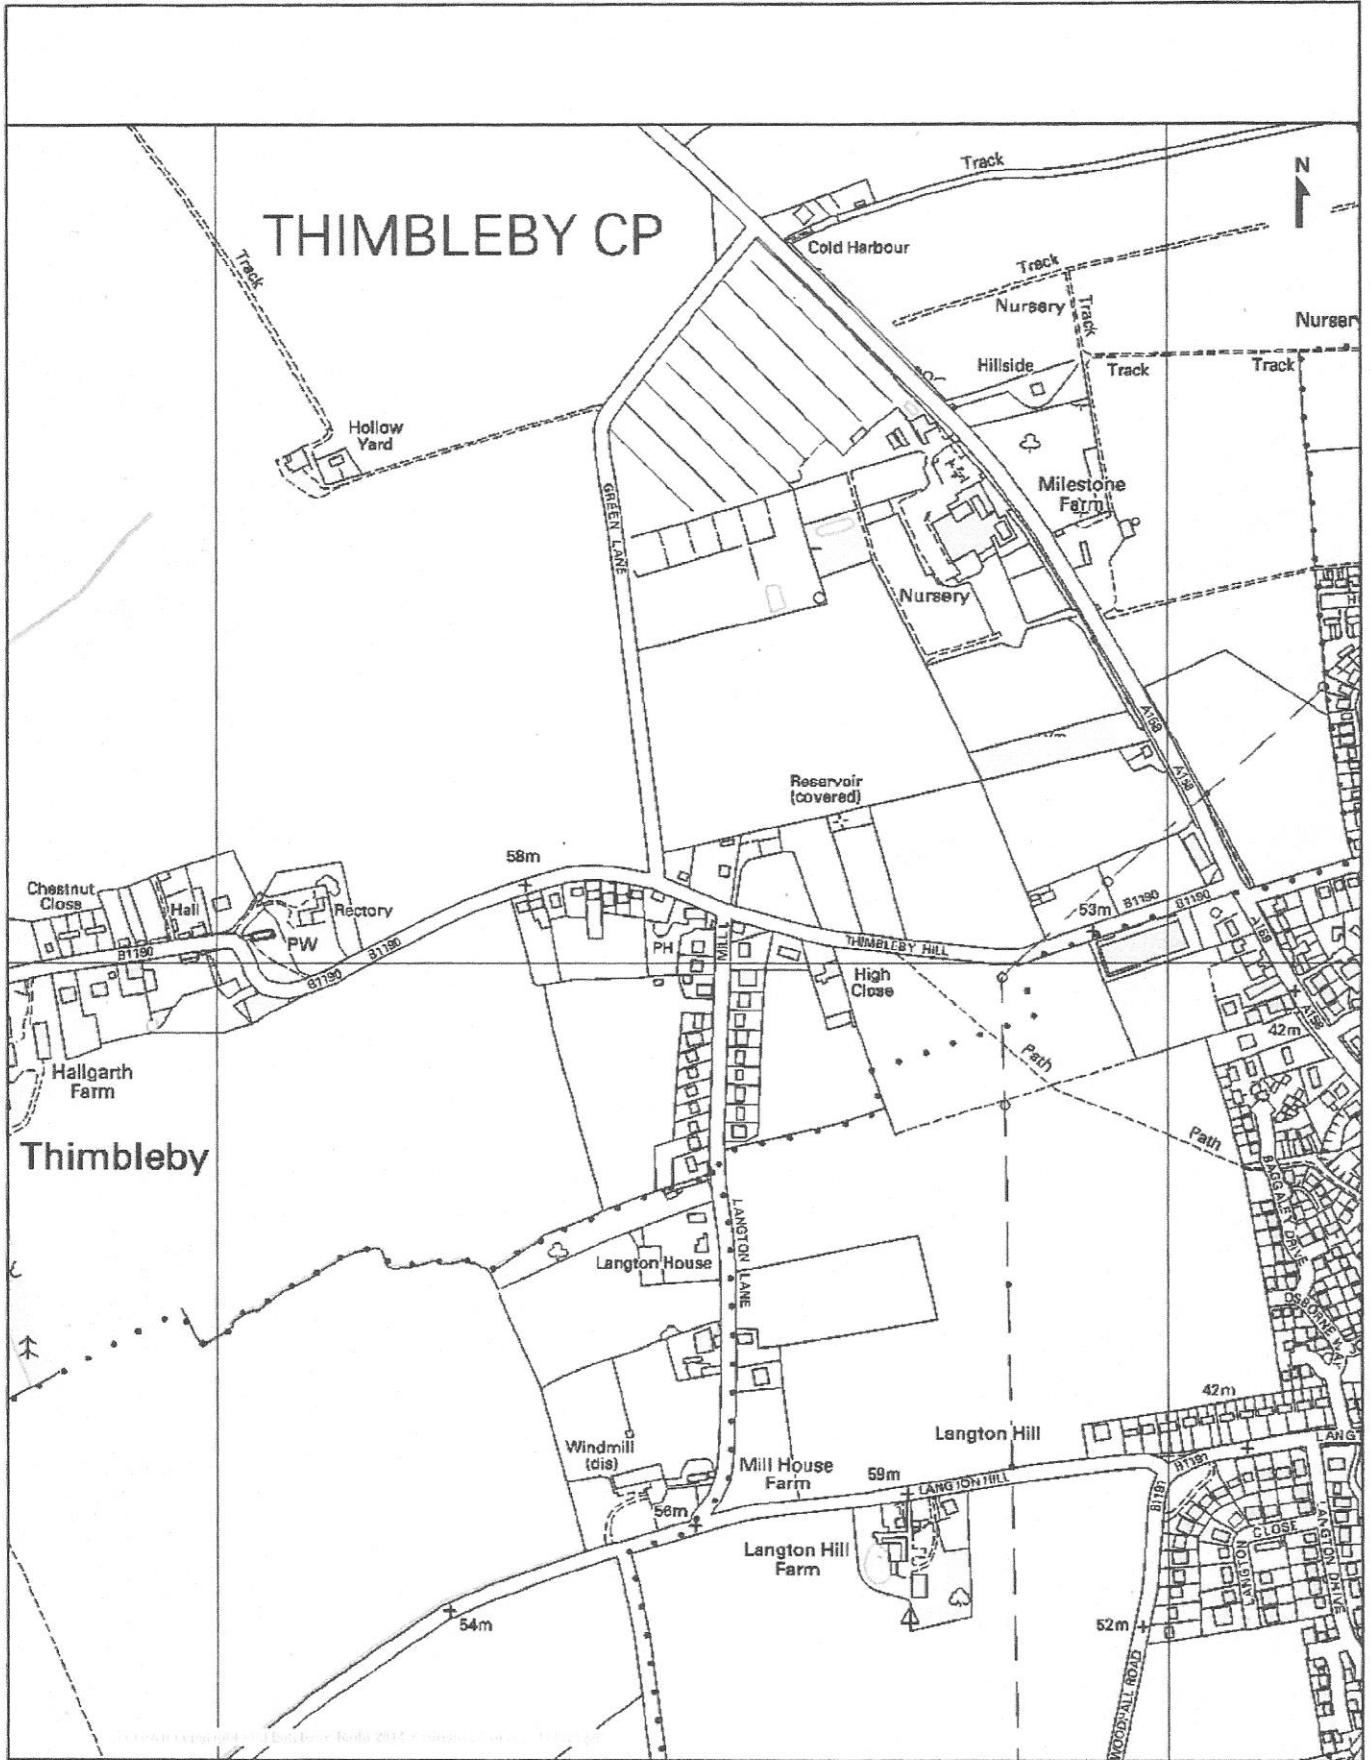 Track
N
THIMBLEBY CP
Cold Harbour
Track
Track
Nursery
Track
Hillside
Track
Track
Hollow
Yard
Milestone
Farm
GREEN LANE
Nursery
A158
A158
Reservoir
(covered)
58m
Chestnut
Close
Hall
Rectory
PW
B1190
B1190
B1190
PH
MILL
THIMBLEBY HILL
53m
B1190
B1190
A158
High
Close
A158
42m
Path
Hallgarth
Farm
Thimbleby
Path
BAGGALEY DRIVE
LANGTON LANE
Langton House
OSBORNE WAY
42m
Langton Hill
LANG
B1191
Windmill
(dis)
Mill House
Farm
59m
LANGTON HILL
B1191
56m
CLOSE
LANGTON
LANGTON DRIVE
Langton Hill
Farm
54m
52m
WOODHALL ROAD